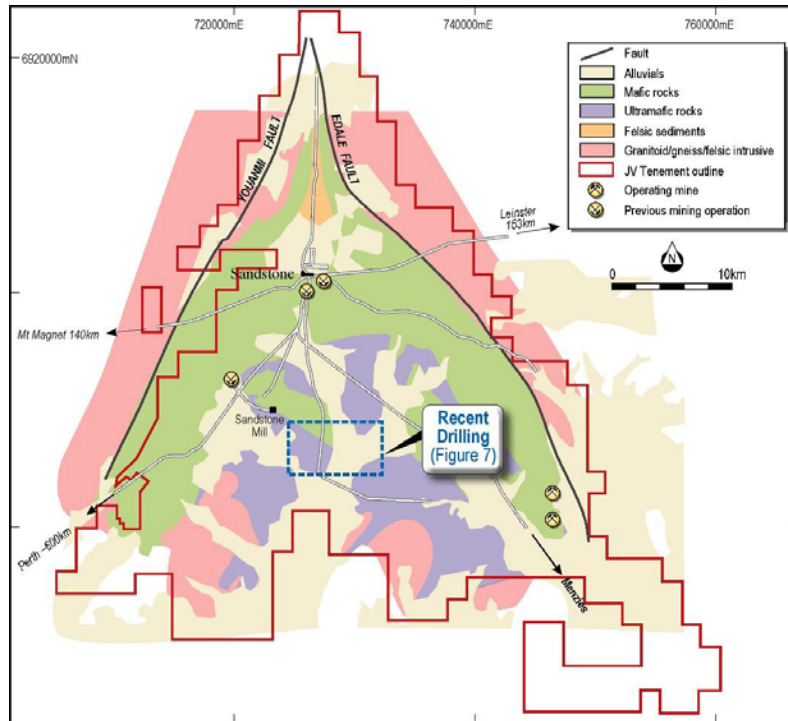 720000mE
740000mE
760000mE
6920000mN
Fault
Alluvials
Mafic rocks
Ultramafic rocks
Felsic sediments
Granitoid/gneiss/felsic intrusive
JV Tenement outline
Operating mine
Previous mining operation
YOUANMI FAULT
EDALE FAULT
Leinster
153km
N
0 10km
Sandstone
Mt Magnet 140km
Sandstone
Mill
Recent
Drilling
(Figure 7)
Perth ~600km
Menzies